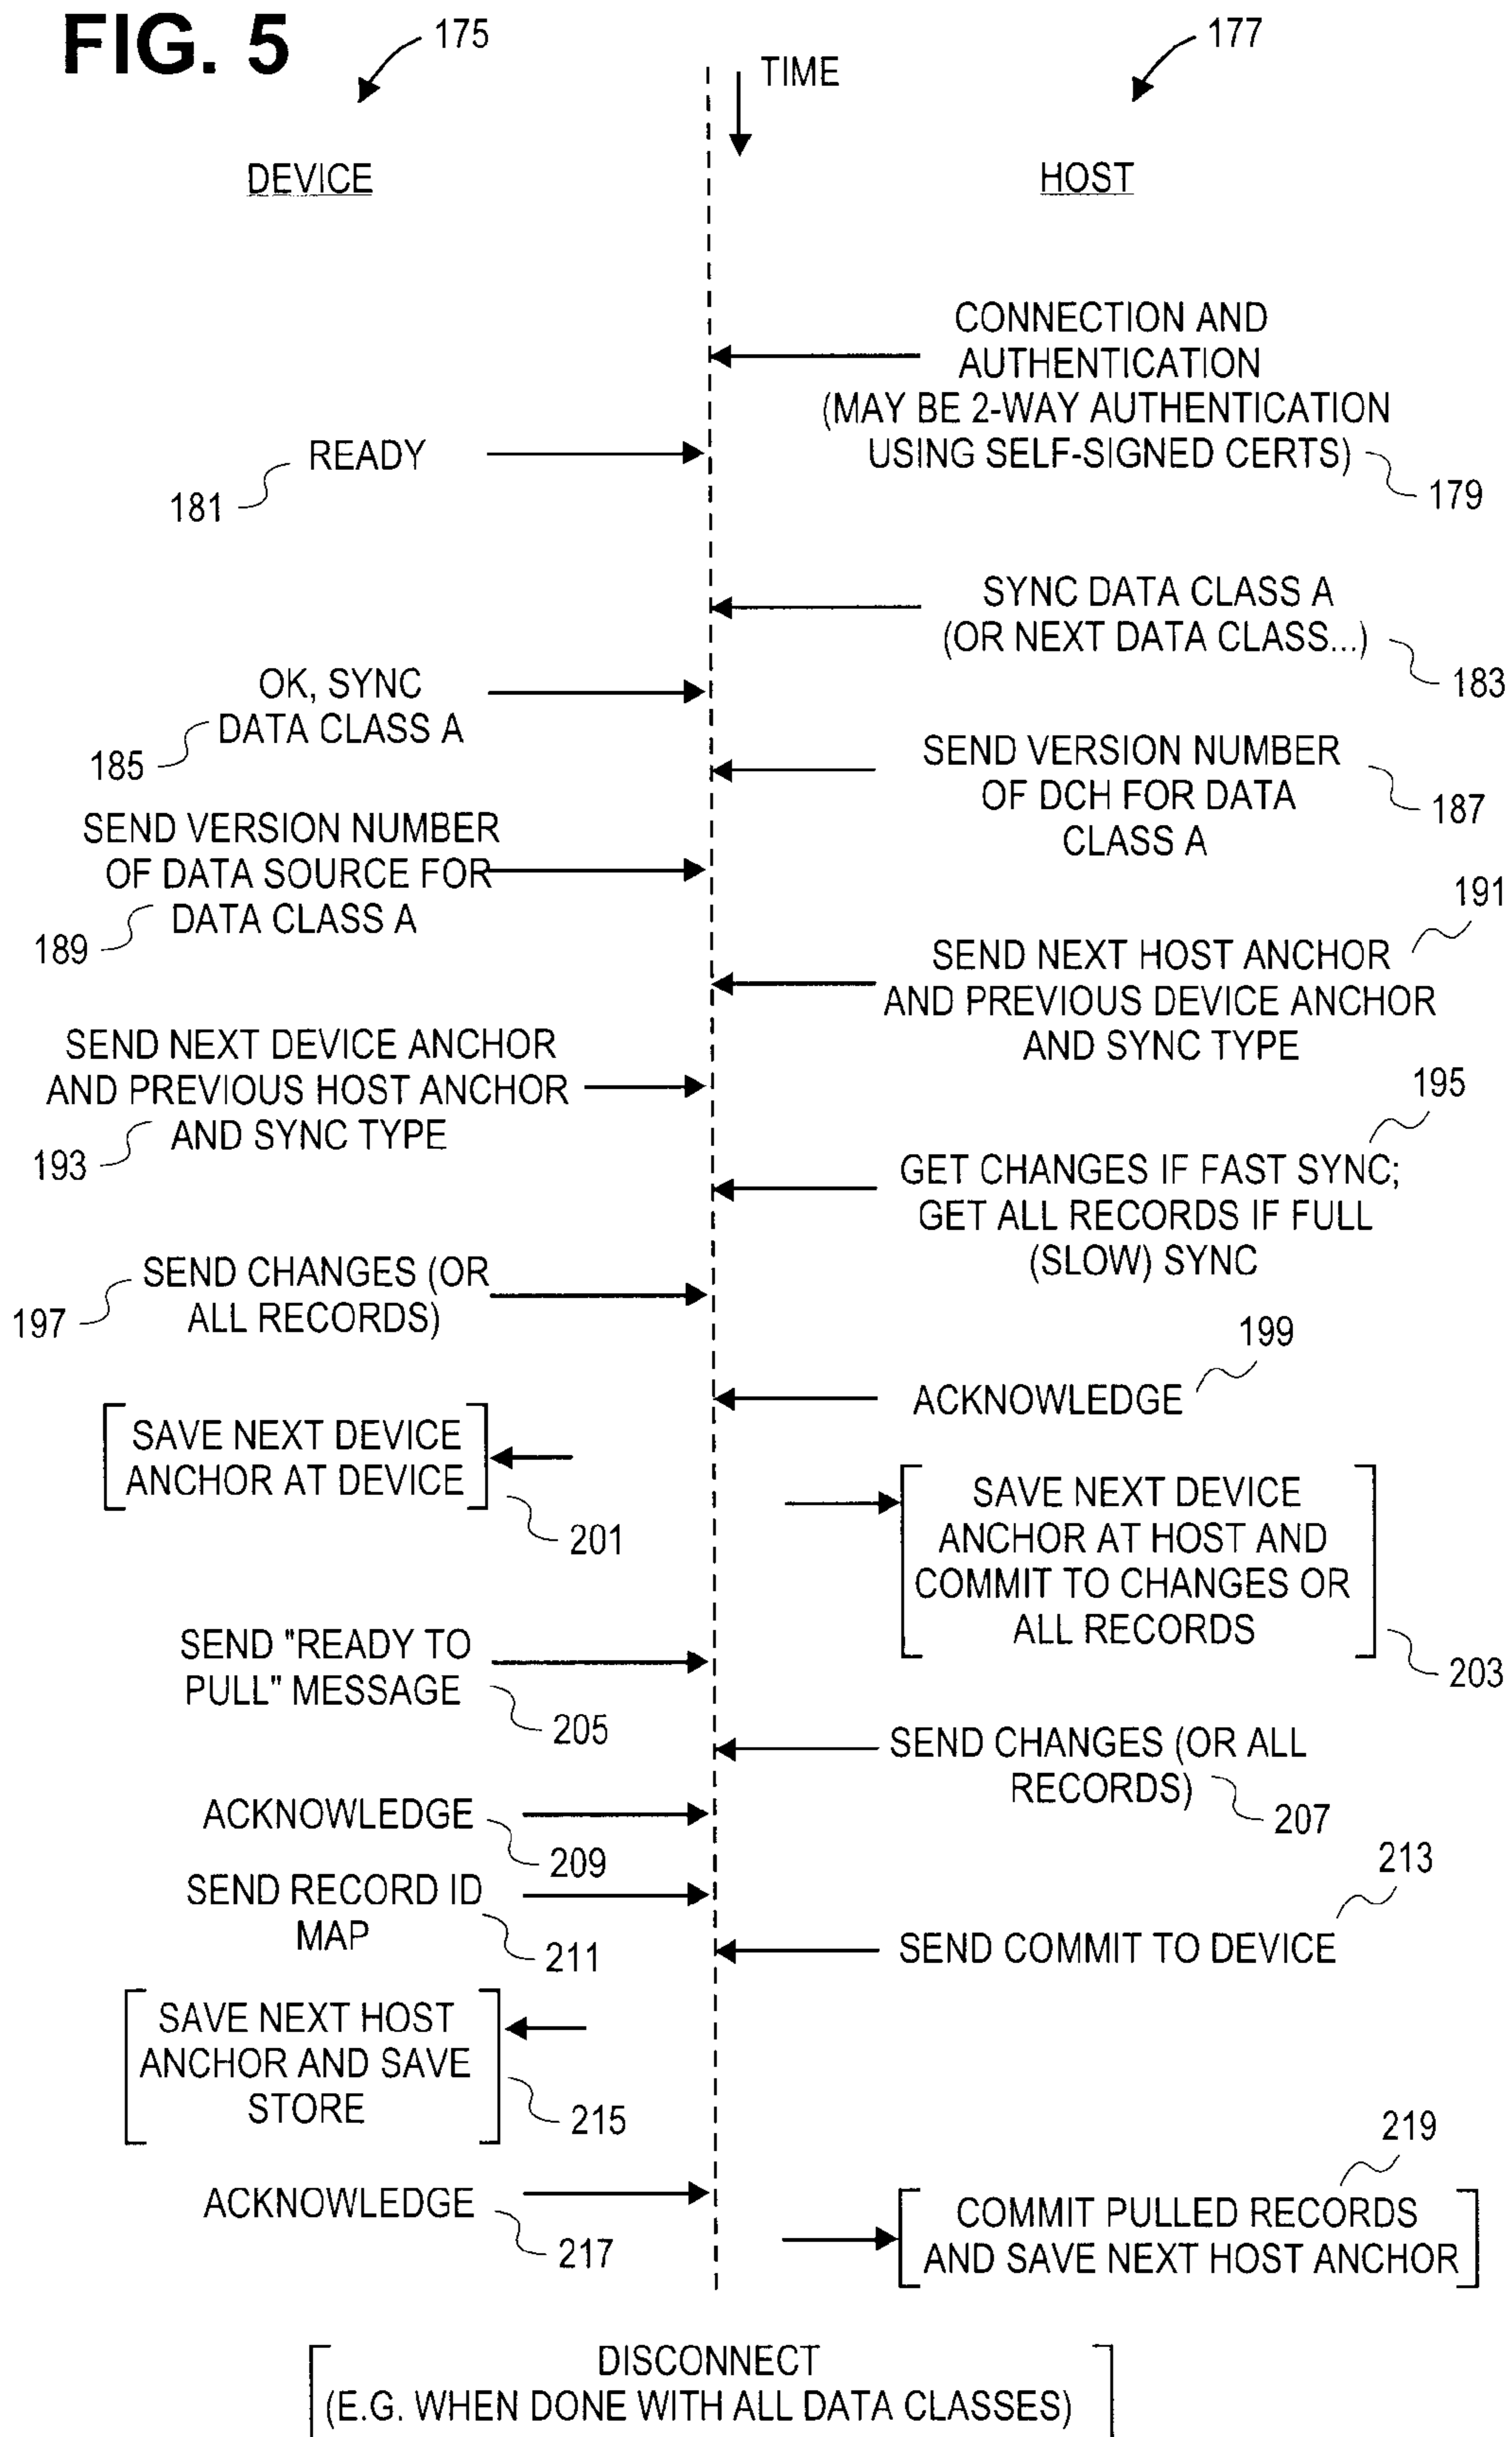 FIG. 5
175
177
TIME
DEVICE
HOST
CONNECTION AND
AUTHENTICATION
(MAY BE 2-WAY AUTHENTICATION
USING SELF-SIGNED CERTS)
179
READY
181
SYNC DATA CLASS A
(OR NEXT DATA CLASS...)
183
OK, SYNC
DATA CLASS A
185
SEND VERSION NUMBER
OF DCH FOR DATA
CLASS A
187
SEND VERSION NUMBER
OF DATA SOURCE FOR
DATA CLASS A
189
191
SEND NEXT HOST ANCHOR
AND PREVIOUS DEVICE ANCHOR
AND SYNC TYPE
SEND NEXT DEVICE ANCHOR
AND PREVIOUS HOST ANCHOR
AND SYNC TYPE
193
195
GET CHANGES IF FAST SYNC;
GET ALL RECORDS IF FULL
(SLOW) SYNC
SEND CHANGES (OR
ALL RECORDS)
197
199
ACKNOWLEDGE
SAVE NEXT DEVICE
ANCHOR AT DEVICE
201
SAVE NEXT DEVICE
ANCHOR AT HOST AND
COMMIT TO CHANGES OR
ALL RECORDS
203
SEND "READY TO
PULL" MESSAGE
205
SEND CHANGES (OR ALL
RECORDS)
207
ACKNOWLEDGE
209
SEND RECORD ID
MAP
211
213
SEND COMMIT TO DEVICE
SAVE NEXT HOST
ANCHOR AND SAVE
STORE
215
ACKNOWLEDGE
217
219
COMMIT PULLED RECORDS
AND SAVE NEXT HOST ANCHOR
DISCONNECT
(E.G. WHEN DONE WITH ALL DATA CLASSES)